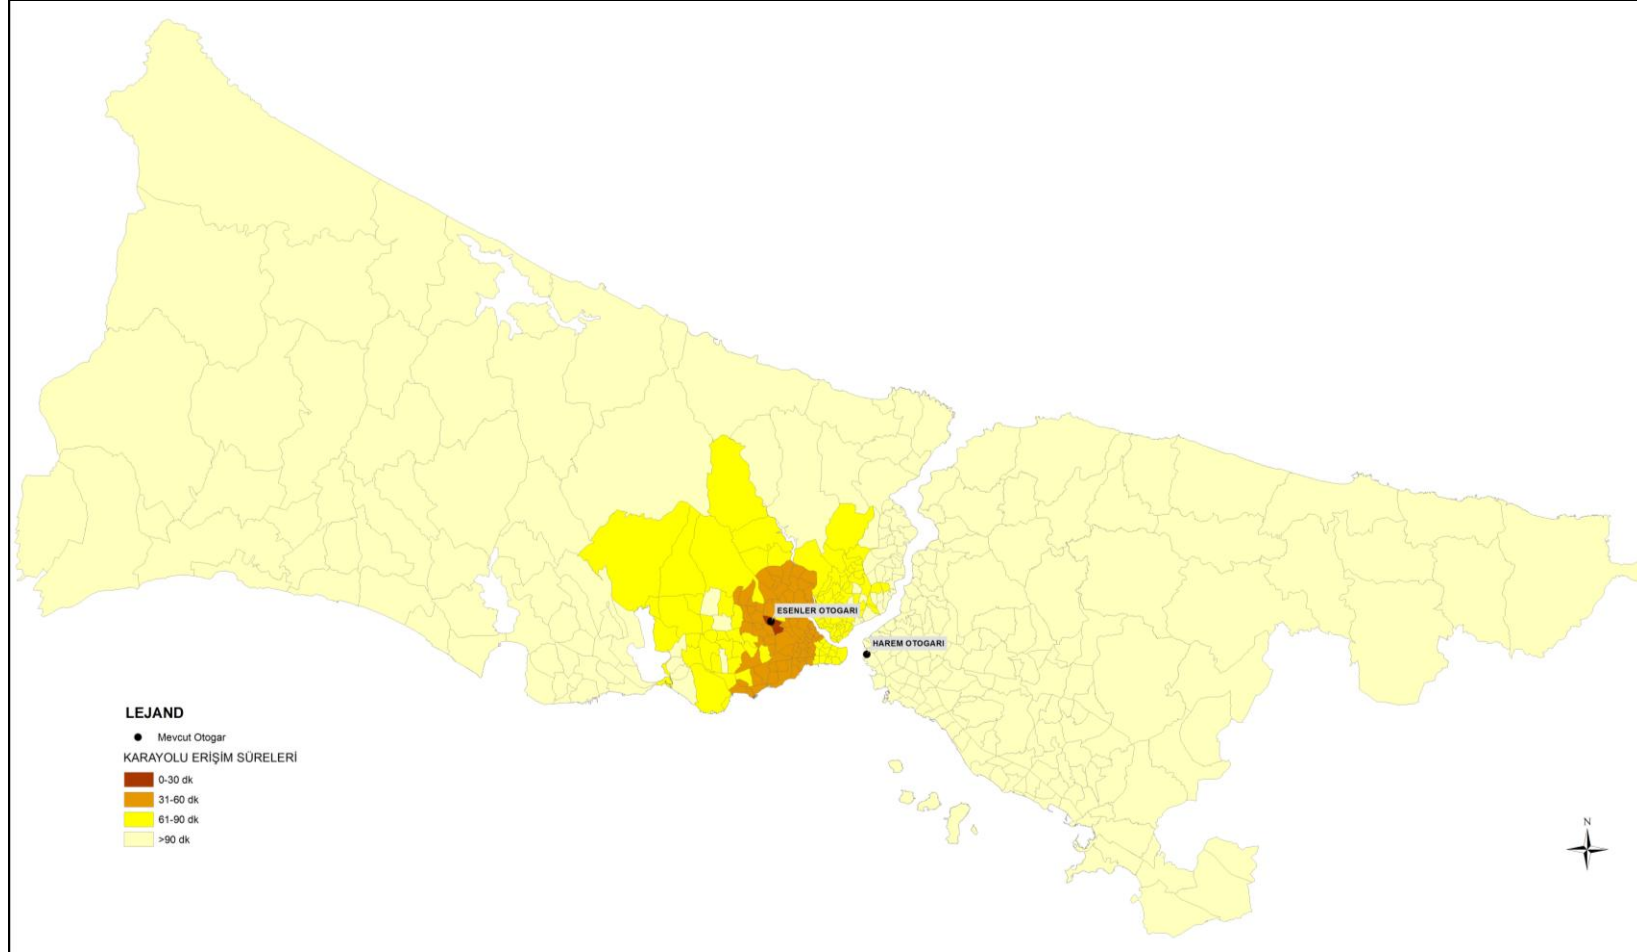 ESENLER OTOGARI
HAREM OTOGARI
LEJAND
Mevcut Otogar
KARAYOLU ERİŞİM SÜRELERİ
0-30 dk
31-60 dk
61-90 dk
>90 dk
N